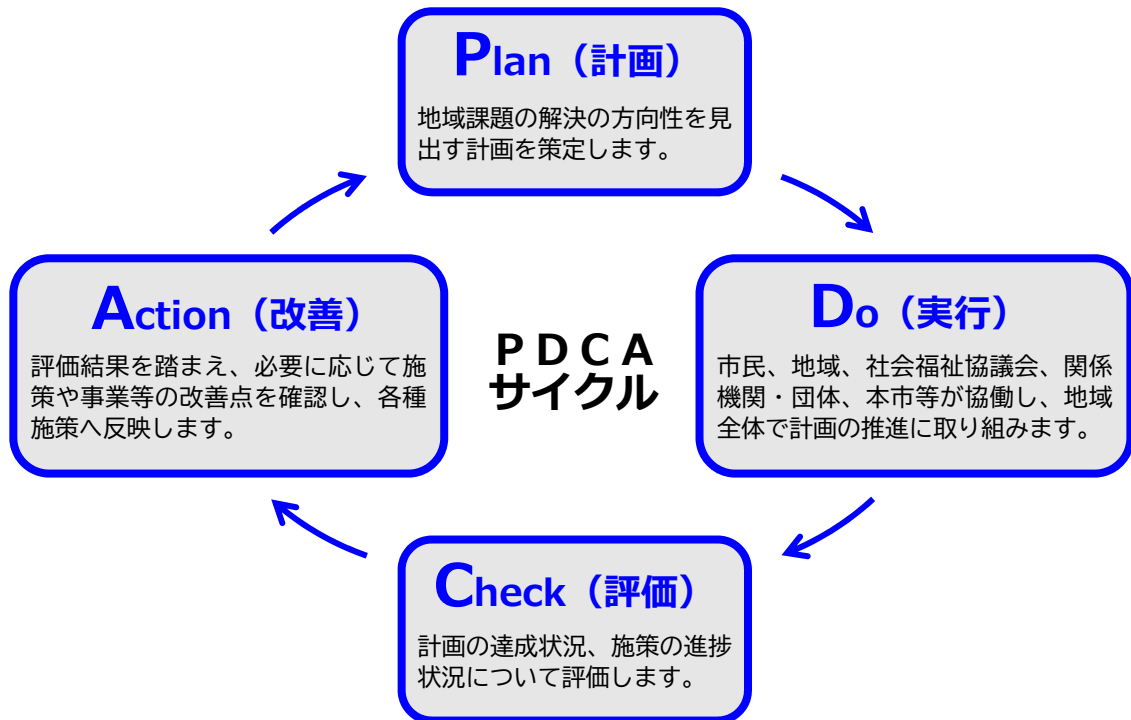 Plan（計画）
地域課題の解決の方向性を見
出す計画を策定します。
Action（改善）
評価結果を踏まえ、必要に応じて施
策や事業等の改善点を確認し、各種
施策へ反映します。
ＰＤＣＡ
サイクル
Do（実行）
市民、地域、社会福祉協議会、関係
機関・団体、本市等が協働し、地域
全体で計画の推進に取り組みます。
Check（評価）
計画の達成状況、施策の進捗
状況について評価します。